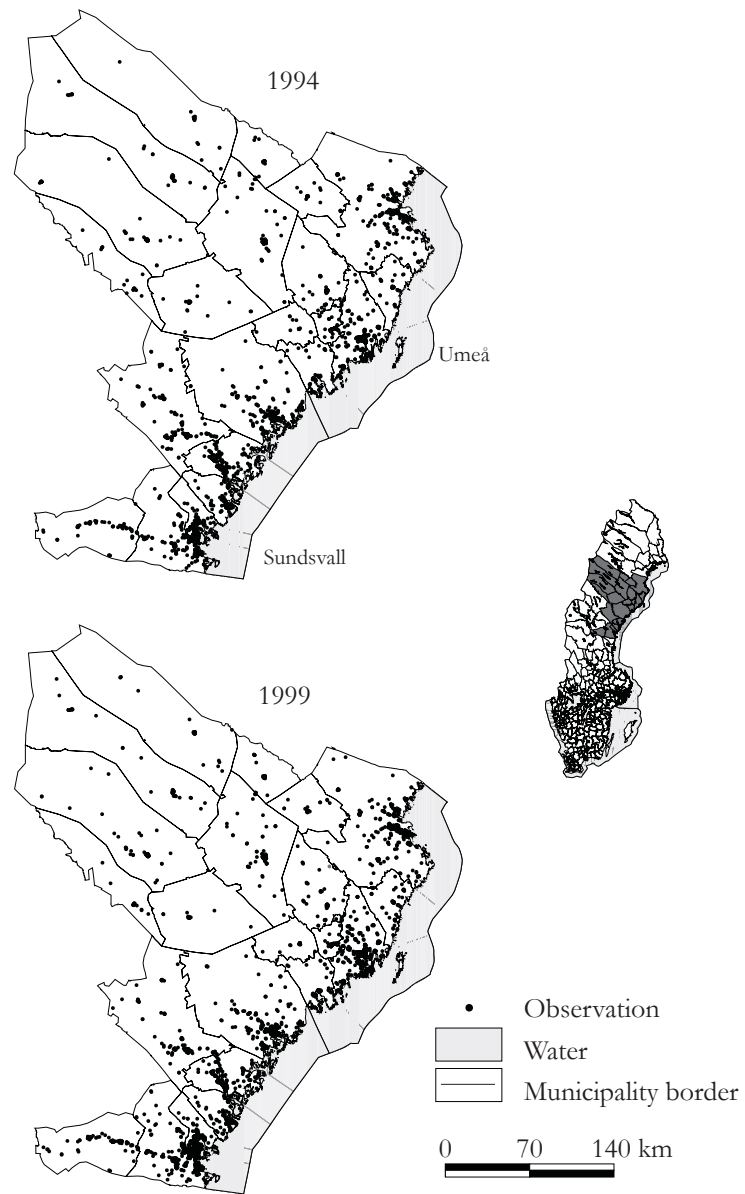 1994
Umeå
Sundsvall
1999
Observation
Water
Municipality border
0 70 140 km